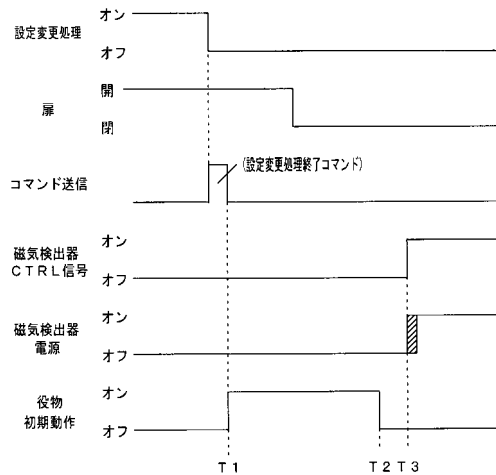 設定変更処理
オン
オフ
扉
開
閉
コマンド送信
(設定変更処理終了コマンド)
磁気検出器
CTRL信号
オン
オフ
磁気検出器
電源
オン
オフ
役物
初期動作
オン
オフ
T1
T2
T3